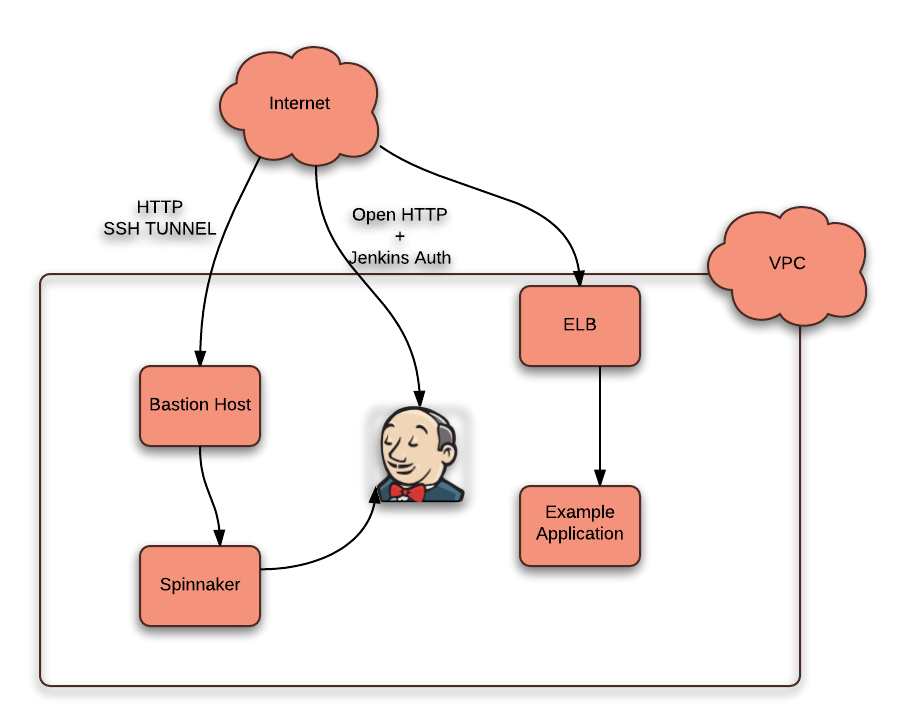 Internet
HTTP
SSH TUNNEL
Open HTTP
+
Jenkins Auth
VPC
ELB
Bastion Host
Example
Application
Spinnaker